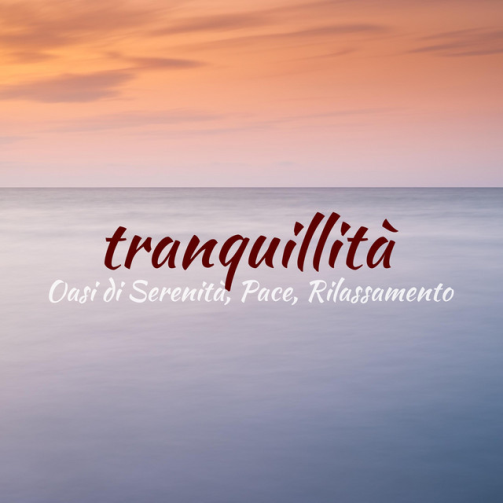 tranquillità
Oasi di Serenità, Pace, Rilassamento